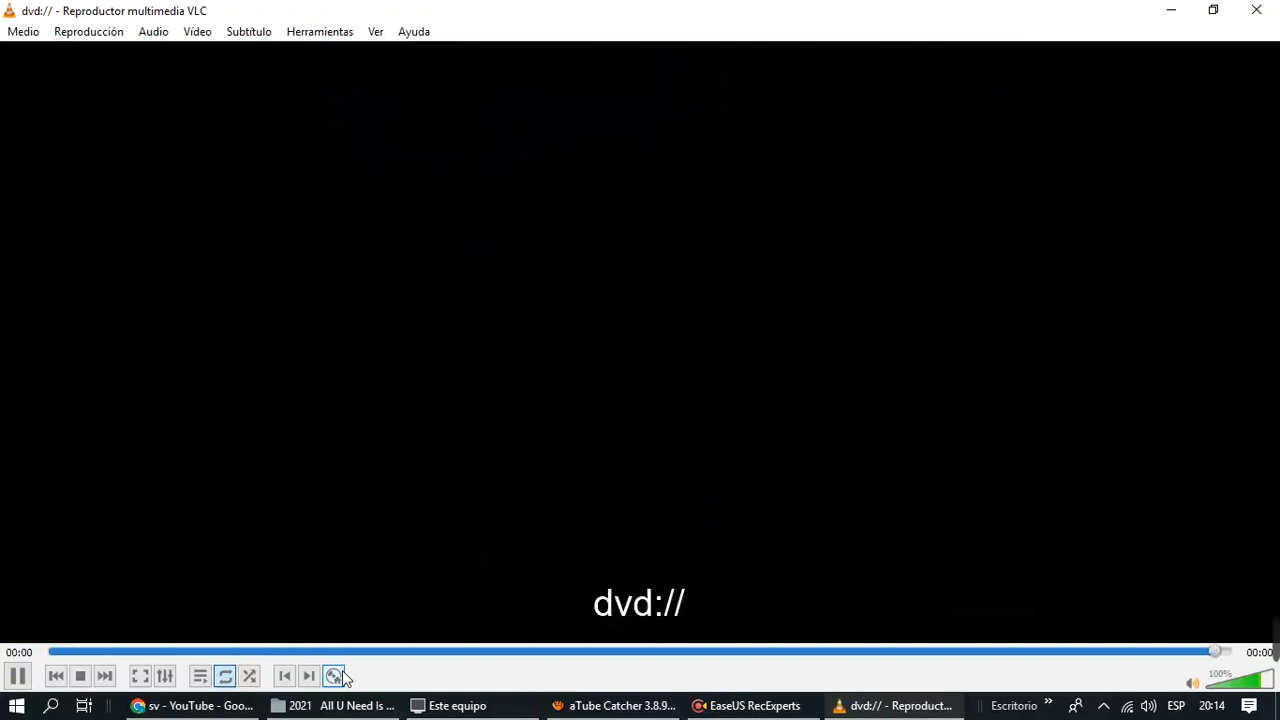 dvd:// - Reproductor multimedia VLC
Medio Reproducción Audio Vídeo Subtítulo Herramientas Ver Ayuda
dvd://
00:00 00:00
100%
sv - YouTube - Goo... 2021 All U Need Is ... Este equipo aTube Catcher 3.8.9... EaseUS RecExperts dvd:// - Reproduct... Escritorio » ESP 20:14